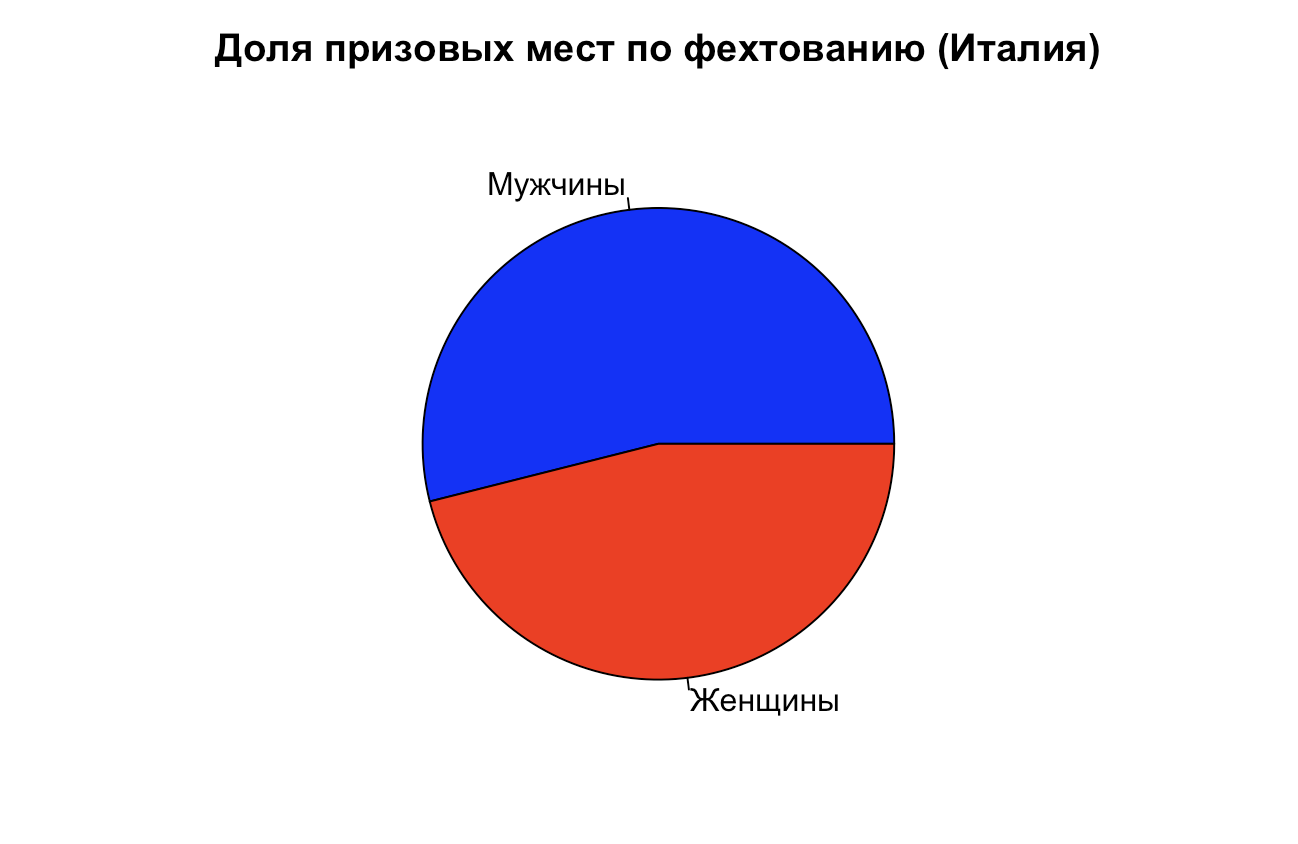 Доля призовых мест по фехтованию (Италия)
Мужчины
Женщины